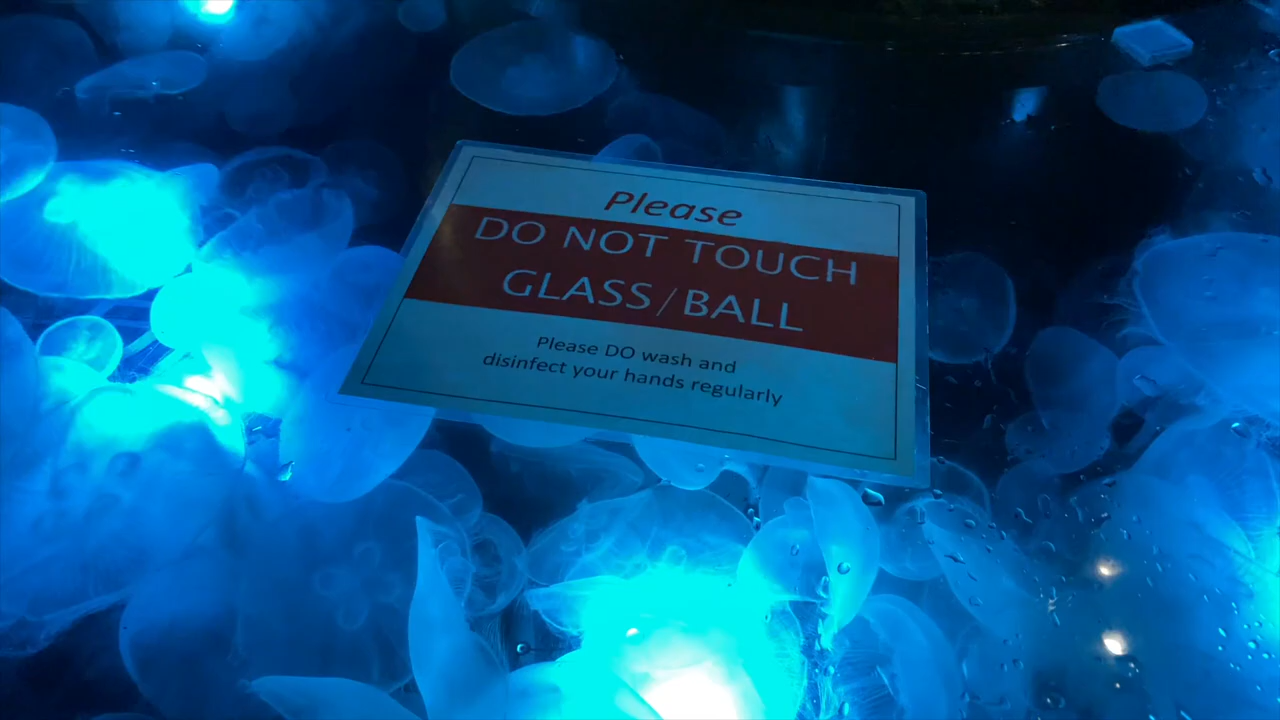 Please
DO NOT TOUCH
GLASS/BALL
Please DO wash and
disinfect your hands regularly